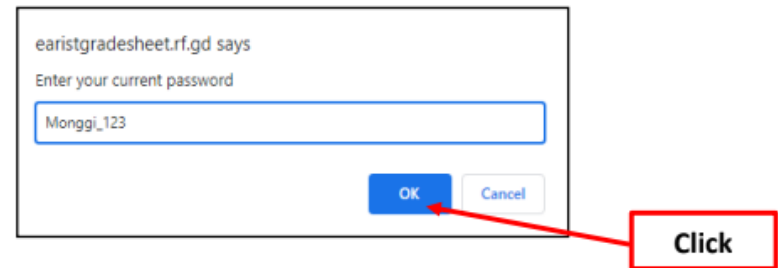 earistgradesheet.rf.gd says
Enter your current password
Monggi_123
OK Cancel
Click